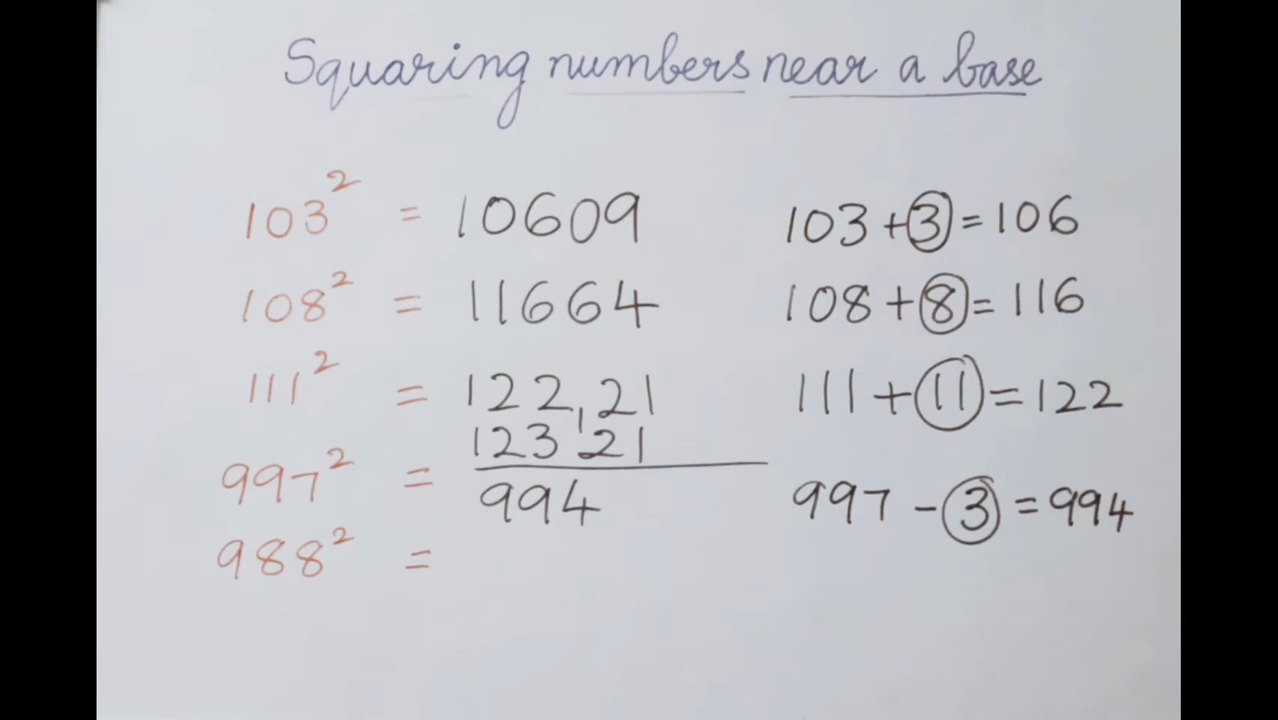 Squaring numbers near a base
103² = 10609 103 + 3 = 106
108² = 11664 108 + 8 = 116
111² = 122,21 111 + 11 = 122
123 21
997² = 994 997 - 3 = 994
988² =